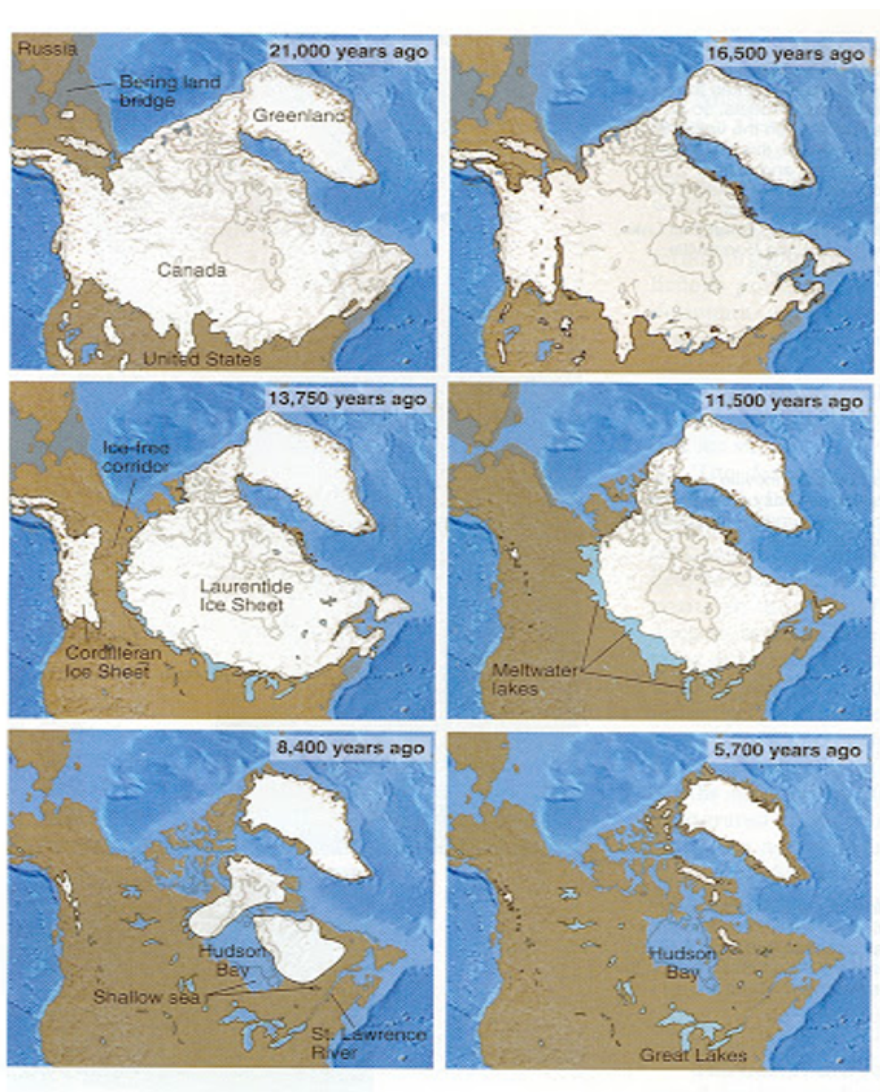 Russia
21,000 years ago
Bering land
bridge
Greenland
Canada
United States
16,500 years ago
13,750 years ago
Ice-free
corridor
Laurentide
Ice Sheet
Cordilleran
Ice Sheet
11,500 years ago
Meltwater
lakes
8,400 years ago
Hudson
Bay
Shallow sea
St. Lawrence
River
5,700 years ago
Hudson
Bay
Great Lakes